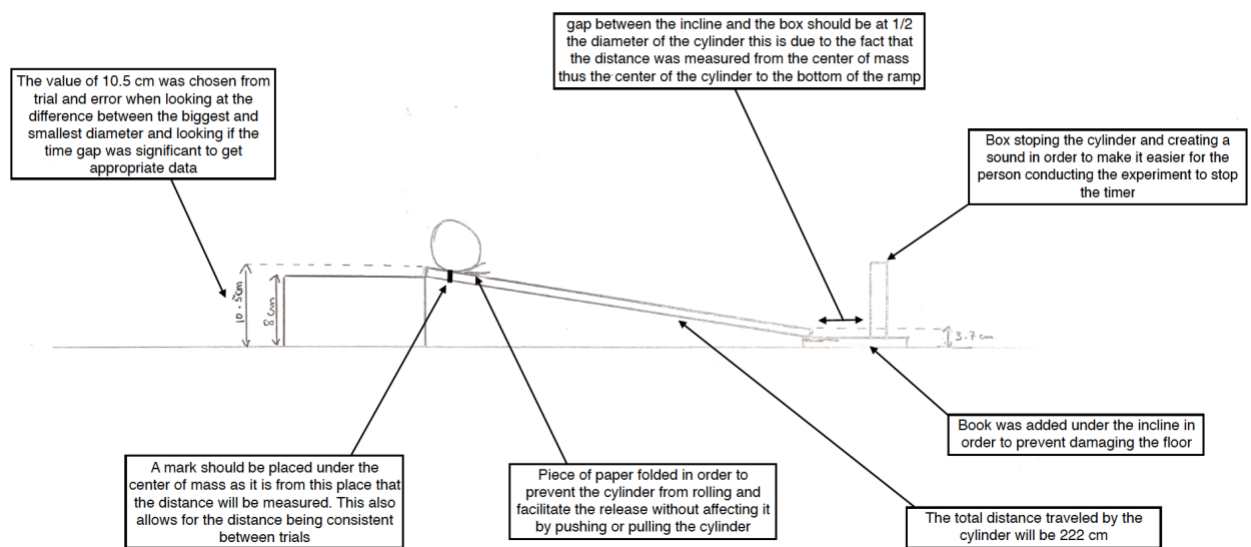 gap between the incline and the box should be at 1/2
the diameter of the cylinder this is due to the fact that
the distance was measured from the center of mass
thus the center of the cylinder to the bottom of the ramp
The value of 10.5 cm was chosen from
trial and error when looking at the
difference between the biggest and
smallest diameter and looking if the
time gap was significant to get
appropriate data
Box stoping the cylinder and creating a
sound in order to make it easier for the
person conducting the experiment to stop
the timer
10.5cm
8cm
3.7cm
Book was added under the incline in
order to prevent damaging the floor
A mark should be placed under the
center of mass as it is from this place that
the distance will be measured. This also
allows for the distance being consistent
between trials
Piece of paper folded in order to
prevent the cylinder from rolling and
facilitate the release without affecting it
by pushing or pulling the cylinder
The total distance traveled by the
cylinder will be 222 cm